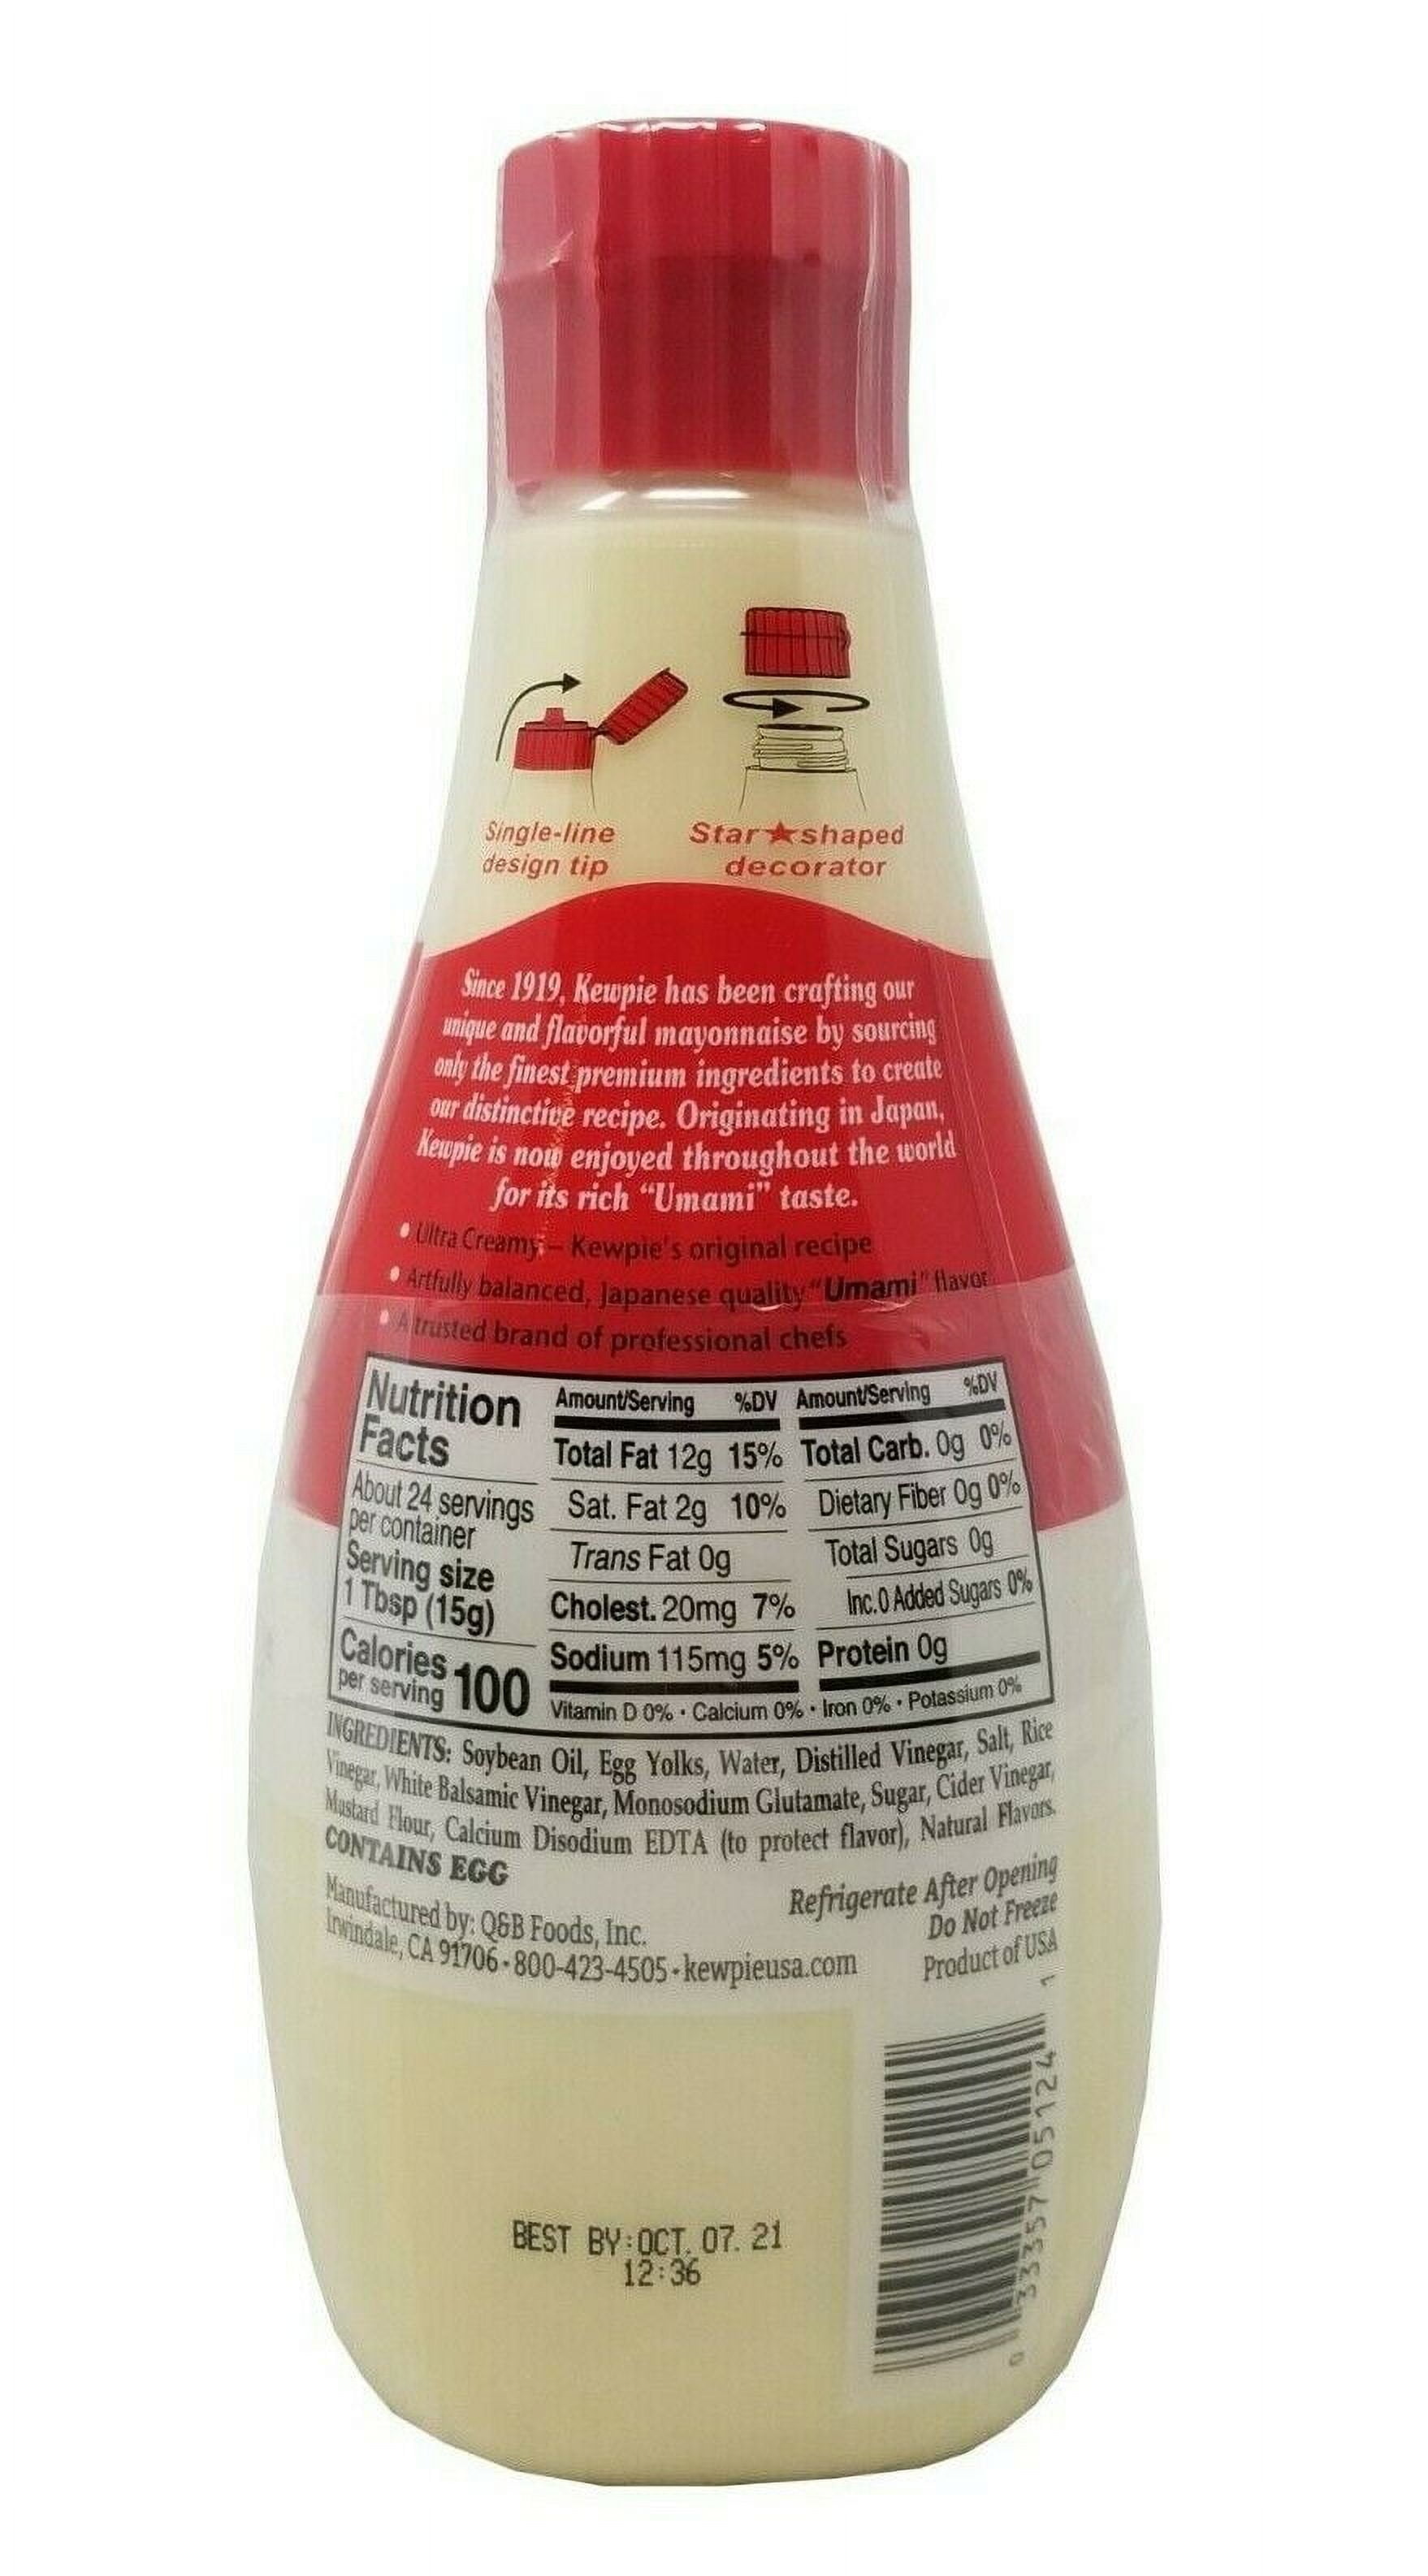 Single-line
design tip
Star★shaped
decorator
Since 1919, Kewpie has been crafting our
unique and flavorful mayonnaise by sourcing
only the finest premium ingredients to create
our distinctive recipe. Originating in Japan,
Kewpie is now enjoyed throughout the world
for its rich “Umami” taste.
• Ultra Creamy – Kewpie's original recipe
• Artfully balanced, Japanese quality "Umami" flavor
• A trusted brand of professional chefs
Nutrition
Facts
About 24 servings
per container
Serving size
1 Tbsp (15g)
Calories
per serving 100
Amount/Serving %DV
Total Fat 12g 15%
Sat. Fat 2g 10%
Trans Fat 0g
Cholest. 20mg 7%
Sodium 115mg 5%
Amount/Serving %DV
Total Carb. 0g 0%
Dietary Fiber 0g 0%
Total Sugars 0g
Inc. 0 Added Sugars 0%
Protein 0g
Vitamin D 0% • Calcium 0% • Iron 0% • Potassium 0%
INGREDIENTS: Soybean Oil, Egg Yolks, Water, Distilled Vinegar, Salt, Rice
Vinegar, White Balsamic Vinegar, Monosodium Glutamate, Sugar, Cider Vinegar,
Mustard Flour, Calcium Disodium EDTA (to protect flavor), Natural Flavors.
CONTAINS EGG
Manufactured by: Q&B Foods, Inc.
Irwindale, CA 91706 • 800-423-4505 • kewpieusa.com
Refrigerate After Opening
Do Not Freeze
Product of USA
0 33357 05124 1
BEST BY:OCT. 07. 21
12:36